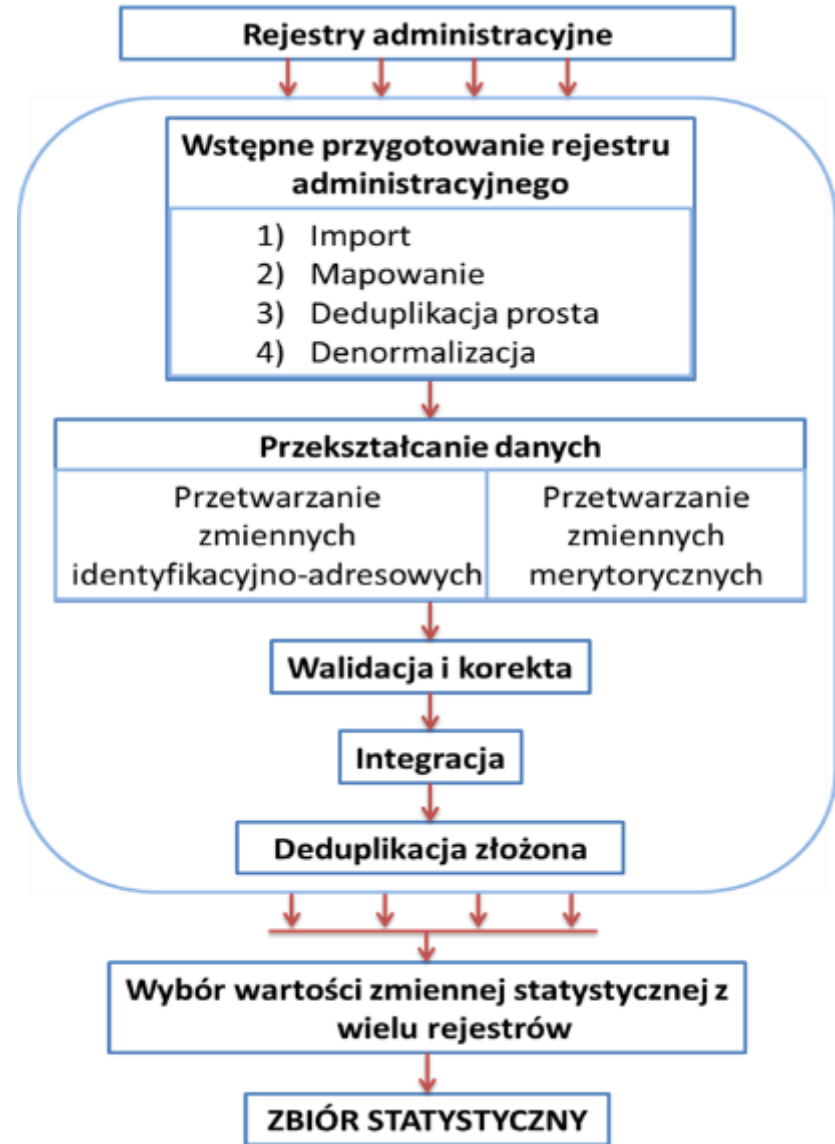 Rejestry administracyjne
Wstępne przygotowanie rejestru
administracyjnego
1) Import
2) Mapowanie
3) Deduplikacja prosta
4) Denormalizacja
Przekształcanie danych
Przetwarzanie
zmiennych
identyfikacyjno-adresowych
Przetwarzanie
zmiennych
merytorycznych
Walidacja i korekta
Integracja
Deduplikacja złożona
Wybór wartości zmiennej statystycznej z
wielu rejestrów
ZBIÓR STATYSTYCZNY